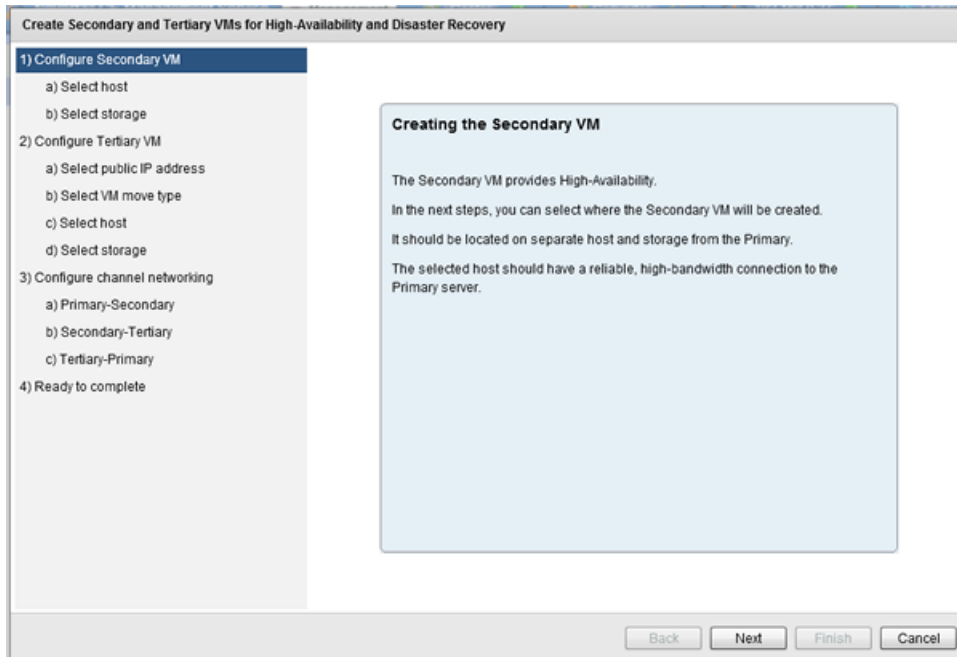 Create Secondary and Tertiary VMs for High-Availability and Disaster Recovery
1) Configure Secondary VM
a) Select host
b) Select storage
2) Configure Tertiary VM
a) Select public IP address
b) Select VM move type
c) Select host
d) Select storage
3) Configure channel networking
a) Primary-Secondary
b) Secondary-Tertiary
c) Tertiary-Primary
4) Ready to complete
Creating the Secondary VM
The Secondary VM provides High-Availability.
In the next steps, you can select where the Secondary VM will be created.
It should be located on separate host and storage from the Primary.
The selected host should have a reliable, high-bandwidth connection to the
Primary server.
Back Next Finish Cancel